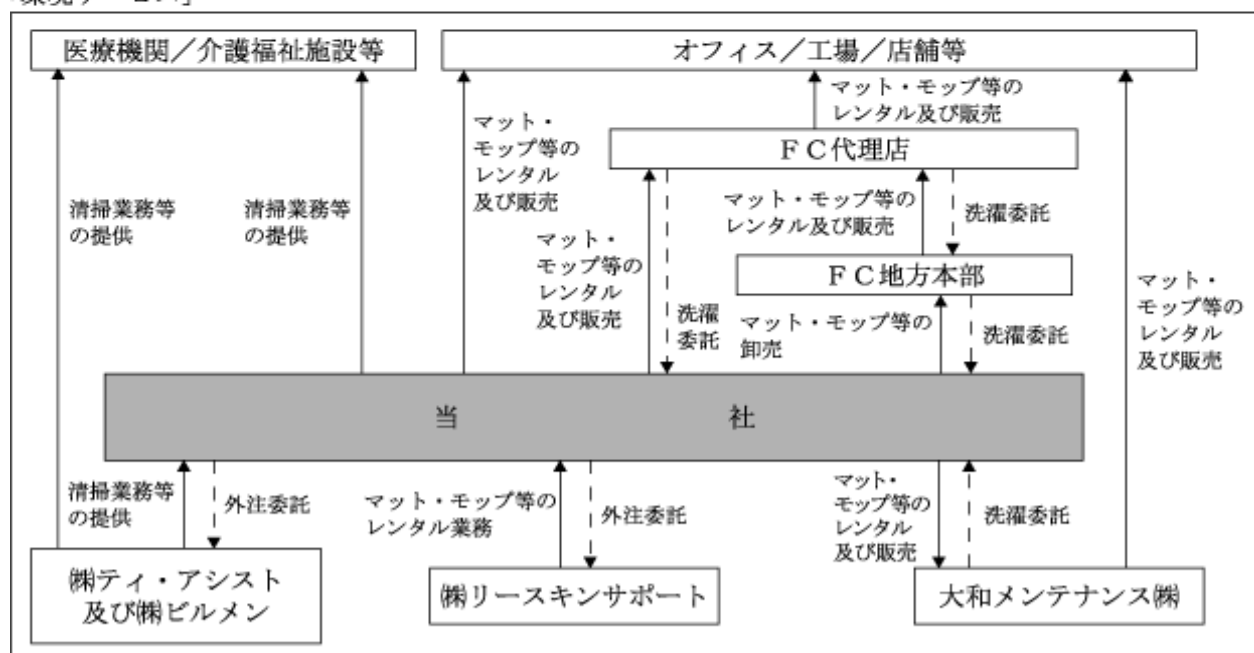 医療機関／介護福祉施設等
オフィス／工場／店舗等
マット・モップ等の
レンタル及び販売
ＦＣ代理店
マット・
モップ等の
レンタル
及び販売
清掃業務等
の提供
清掃業務等
の提供
マット・モップ等の
レンタル及び販売
洗濯委託
マット・
モップ等の
レンタル
及び販売
ＦＣ地方本部
マット・
モップ等の
レンタル
及び販売
洗濯
委託
マット・モップ等の
卸売
洗濯委託
当社
清掃業務等
の提供
外注委託
マット・モップ等の
レンタル業務
外注委託
マット・
モップ等の
レンタル
及び販売
洗濯委託
㈱ティ・アシスト
及び㈱ビルメン
㈱リースキンサポート
大和メンテナンス㈱